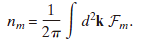 n_m = \frac{1}{2\pi} \int d^2\mathbf{k} \, \mathcal{F}_m.